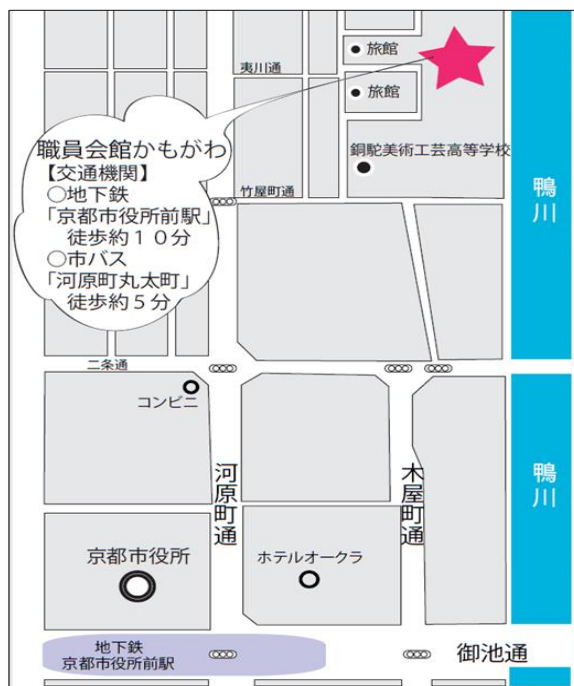 夷川通
旅館
旅館
職員会館かもがわ
【交通機関】
○地下鉄
「京都市役所前駅」
徒歩約１０分
○市バス
「河原町丸太町」
徒歩約５分
銅駝美術工芸高等学校
竹屋町通
鴨川
二条通
コンビニ
河原町通
木屋町通
鴨川
京都市役所
ホテルオークラ
地下鉄
京都市役所前駅
御池通